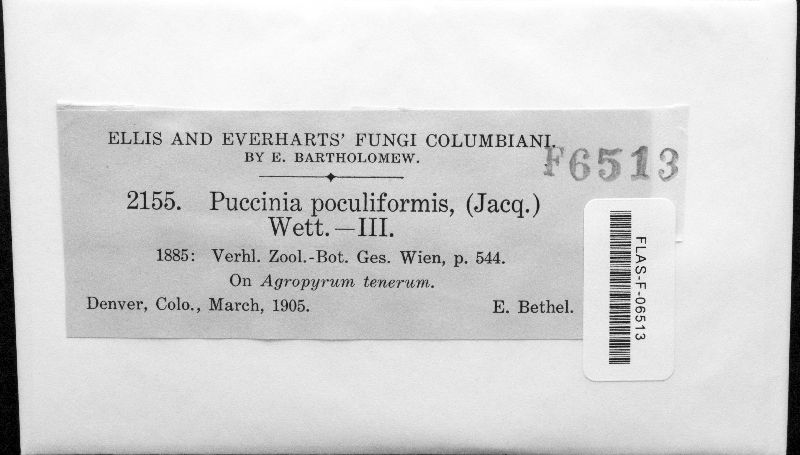 ELLIS AND EVERHARTS' FUNGI COLUMBIANI.
BY E. BARTHOLOMEW.
F6513
2155. Puccinia poculiformis, (Jacq.)
Wett.—III.
1885: Verhl. Zool.-Bot. Ges. Wien, p. 544.
On Agropyrum tenerum.
Denver, Colo., March, 1905. E. Bethel.
FLAS-F-06513